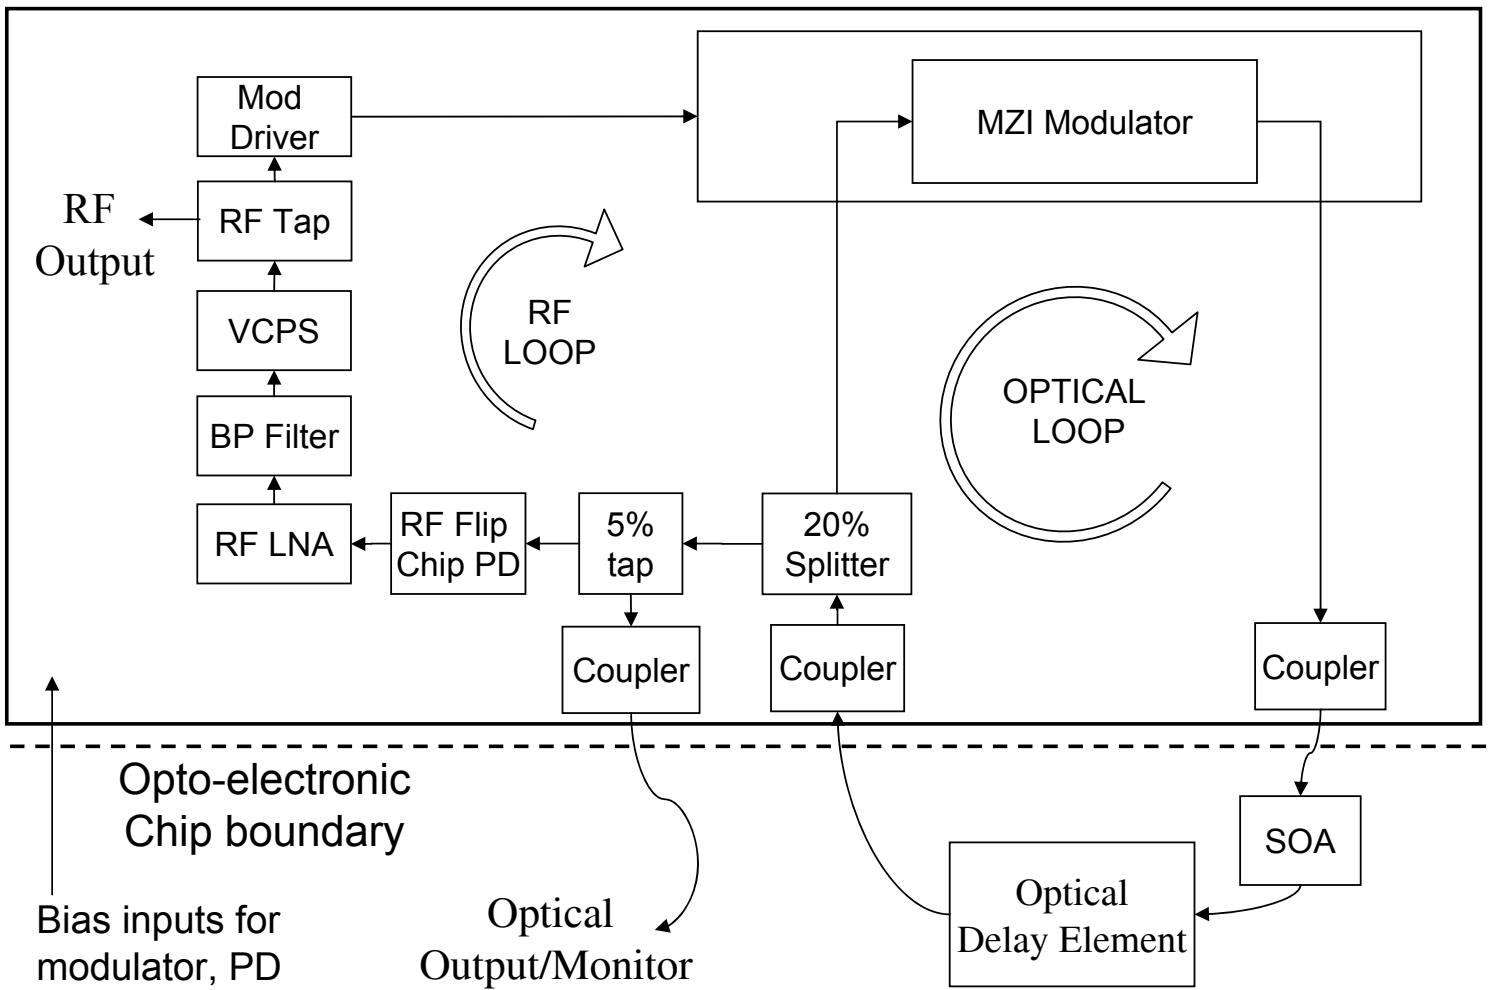 Mod
Driver
MZI Modulator
RF
Output
RF Tap
VCPS
RF
LOOP
OPTICAL
LOOP
BP Filter
RF LNA
RF Flip
Chip PD
5%
tap
20%
Splitter
Coupler
Coupler
Coupler
Opto-electronic
Chip boundary
SOA
Bias inputs for
modulator, PD
Optical
Output/Monitor
Optical
Delay Element